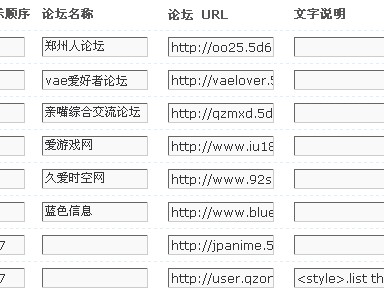 示顺序 论坛名称 论坛 URL 文字说明
郑州人论坛 http://oo25.5d6
vae爱好者论坛 http://vaelover.5
亲嘴综合交流论坛 http://qzmxd.5d
爱游戏网 http://www.iu18
久爱时空网 http://www.92s
蓝色信息 http://www.blue
7 http://jpanime.5
7 http://user.qzon <style>.list th